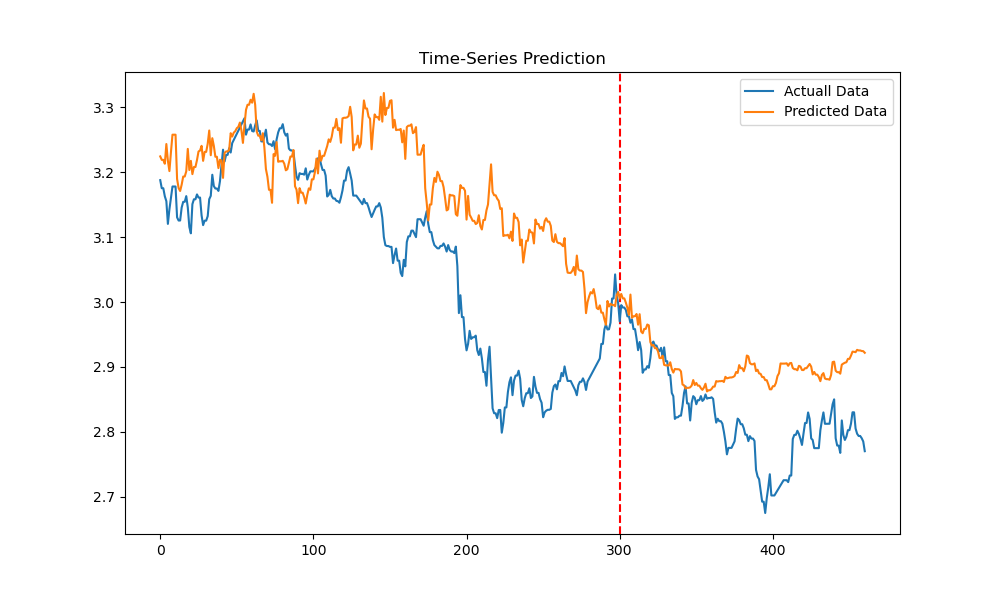 Time-Series Prediction
Actuall Data
Predicted Data
3.3
3.2
3.1
3.0
2.9
2.8
2.7
0 100 200 300 400